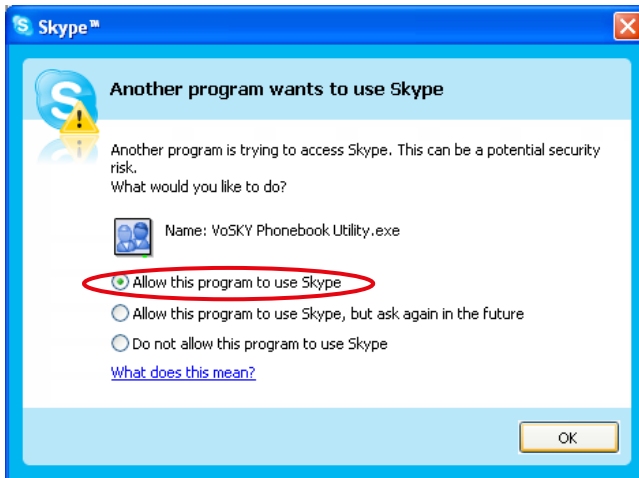 Skype™
Another program wants to use Skype
Another program is trying to access Skype. This can be a potential security
risk.
What would you like to do?
Name: VoSKY Phonebook Utility.exe
Allow this program to use Skype
Allow this program to use Skype, but ask again in the future
Do not allow this program to use Skype
What does this mean?
OK